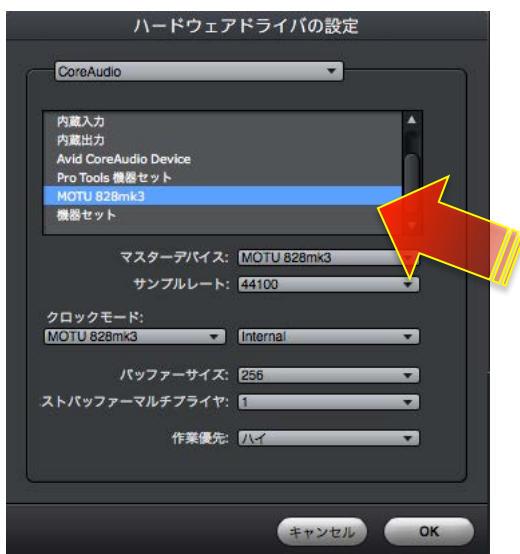 ハードウェアドライバの設定
CoreAudio
内蔵入力
内蔵出力
Avid CoreAudio Device
Pro Tools 機器セット
MOTU 828mk3
機器セット
マスターデバイス: MOTU 828mk3
サンプルレート: 44100
クロックモード:
MOTU 828mk3 Internal
バッファーサイズ: 256
ストバッファーマルチプライヤ: 1
作業優先: ハイ
キャンセル OK